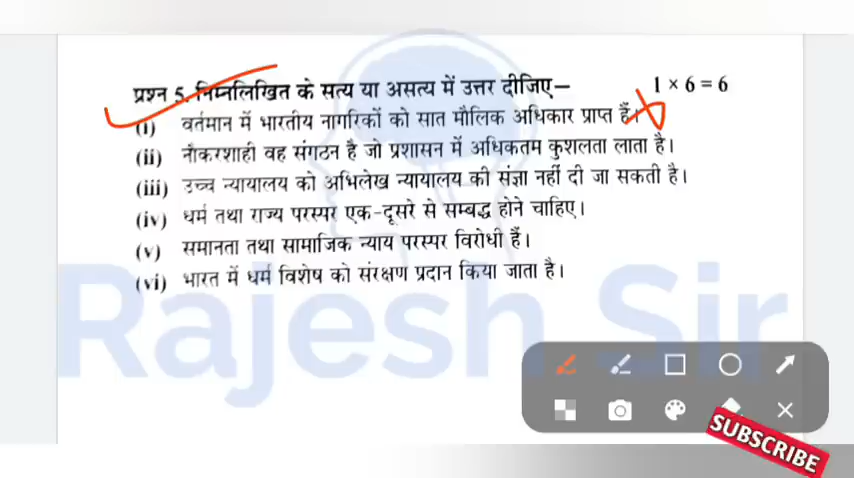 प्रश्न 5. निम्नलिखित के सत्य या असत्य में उत्तर दीजिए– 1 × 6 = 6
(i) वर्तमान में भारतीय नागरिकों को सात मौलिक अधिकार प्राप्त हैं।
(ii) नौकरशाही वह संगठन है जो प्रशासन में अधिकतम कुशलता लाता है।
(iii) उच्च न्यायालय को अभिलेख न्यायालय की संज्ञा नहीं दी जा सकती है।
(iv) धर्म तथा राज्य परस्पर एक-दूसरे से सम्बद्ध होने चाहिए।
(v) समानता तथा सामाजिक न्याय परस्पर विरोधी हैं।
(vi) भारत में धर्म विशेष को संरक्षण प्रदान किया जाता है।
Rajesh Sir
SUBSCRIBE